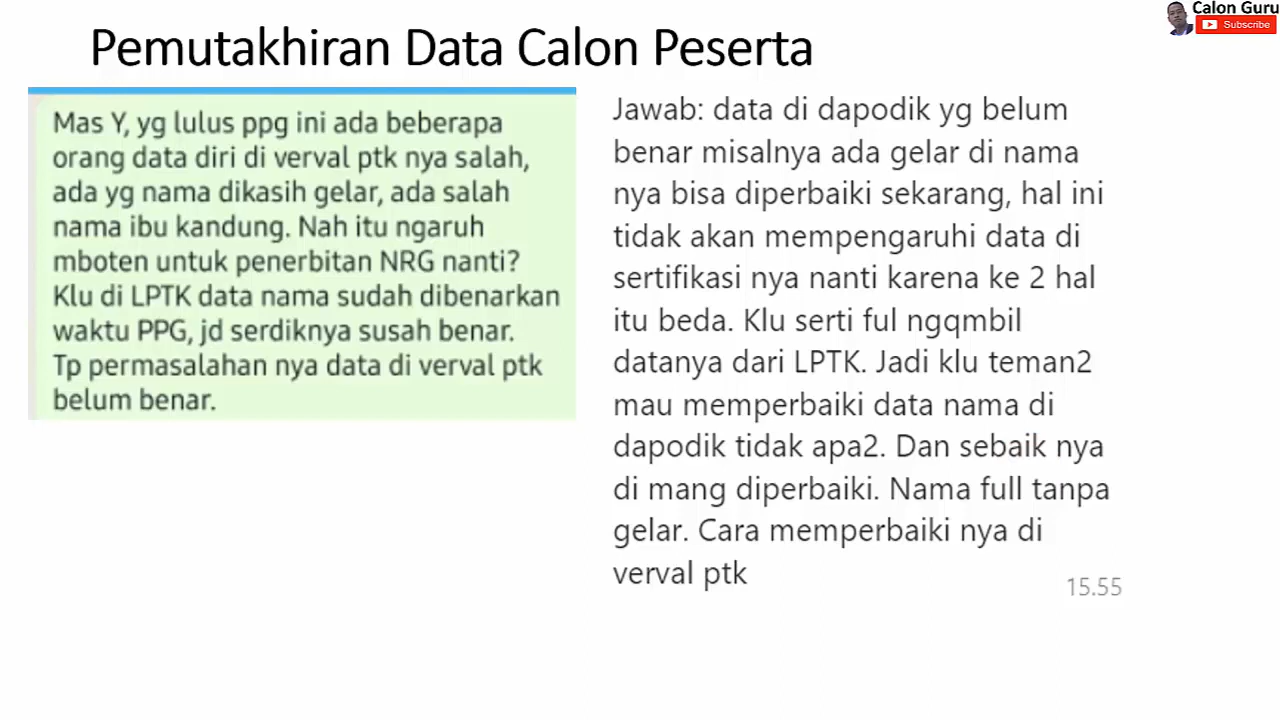 Calon Guru
Subscribe
Pemutakhiran Data Calon Peserta
Mas Y, yg lulus ppg ini ada beberapa
orang data diri di verval ptk nya salah,
ada yg nama dikasih gelar, ada salah
nama ibu kandung. Nah itu ngaruh
mboten untuk penerbitan NRG nanti?
Klu di LPTK data nama sudah dibenarkan
waktu PPG, jd serdiknya susah benar.
Tp permasalahan nya data di verval ptk
belum benar.
Jawab: data di dapodik yg belum
benar misalnya ada gelar di nama
nya bisa diperbaiki sekarang, hal ini
tidak akan mempengaruhi data di
sertifikasi nya nanti karena ke 2 hal
itu beda. Klu serti ful ngqmbil
datanya dari LPTK. Jadi klu teman2
mau memperbaiki data nama di
dapodik tidak apa2. Dan sebaik nya
di mang diperbaiki. Nama full tanpa
gelar. Cara memperbaiki nya di
verval ptk
15.55